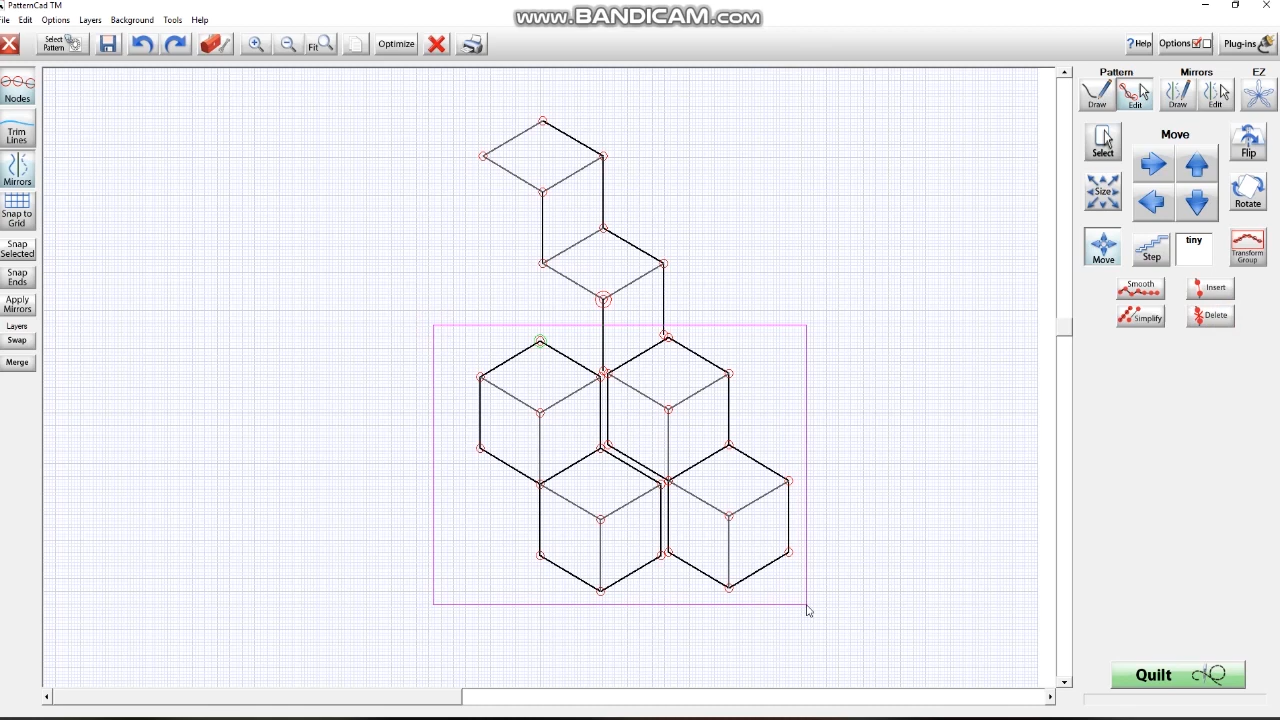 PatternCad TM
www.BANDICAM.com
File Edit Options Layers Background Tools Help
Select Pattern
Fit
Optimize
?Help
Options
Plug-ins
Nodes
Trim Lines
Mirrors
Snap to Grid
Snap Selected
Snap Ends
Apply Mirrors
Layers
Swap
Merge
Pattern Mirrors EZ
Draw Edit Draw Edit
Select
Move
Flip
Size
Rotate
Move
Step
tiny
Transform Group
Smooth
Insert
Simplify
Delete
Quilt